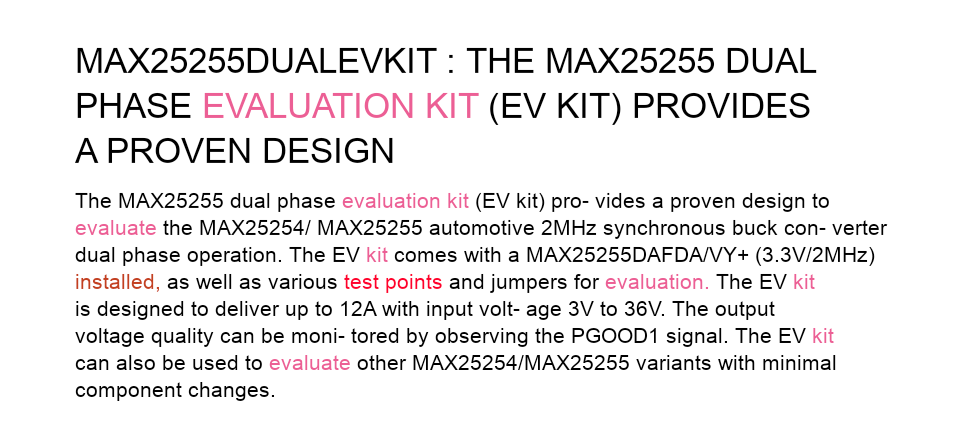 MAX25255DUALEVKIT : THE MAX25255 DUAL
PHASE EVALUATION KIT (EV KIT) PROVIDES
A PROVEN DESIGN
The MAX25255 dual phase evaluation kit (EV kit) pro- vides a proven design to
evaluate the MAX25254/ MAX25255 automotive 2MHz synchronous buck con- verter
dual phase operation. The EV kit comes with a MAX25255DAFDA/VY+ (3.3V/2MHz)
installed, as well as various test points and jumpers for evaluation. The EV kit
is designed to deliver up to 12A with input volt- age 3V to 36V. The output
voltage quality can be moni- tored by observing the PGOOD1 signal. The EV kit
can also be used to evaluate other MAX25254/MAX25255 variants with minimal
component changes.